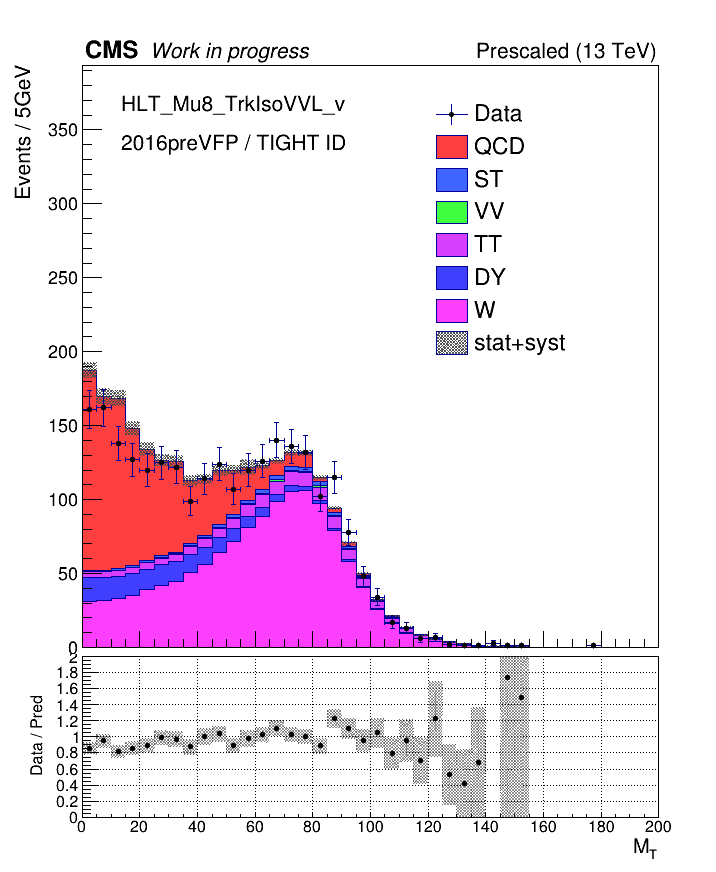 CMS Work in progress Prescaled (13 TeV)
Events / 5GeV
HLT_Mu8_TrkIsoVVL_v
2016preVFP / TIGHT ID
Data
QCD
ST
VV
TT
DY
W
stat+syst
350
300
250
200
150
100
50
0
Data / Pred
2
1.8
1.6
1.4
1.2
1
0.8
0.6
0.4
0.2
0
0 20 40 60 80 100 120 140 160 180 200
M_T